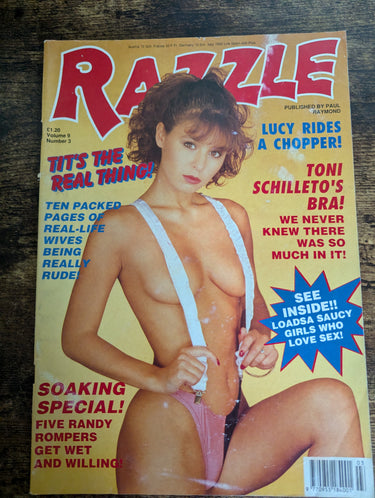 RAZZLE
PUBLISHED BY PAUL
RAYMOND
£1.20
Volume 9
Number 3
LUCY RIDES
A CHOPPER!
TIT'S THE
REAL THING!
TONI
SCHILLETO'S
BRA!
WE NEVER
KNEW THERE
WAS SO
MUCH IN IT!
TEN PACKED
PAGES OF
REAL-LIFE
WIVES
BEING
REALLY
RUDE!
SEE
INSIDE!!
LOADSA SAUCY
GIRLS WHO
LOVE SEX!
SOAKING
SPECIAL!
FIVE RANDY
ROMPERS
GET WET
AND WILLING!
03